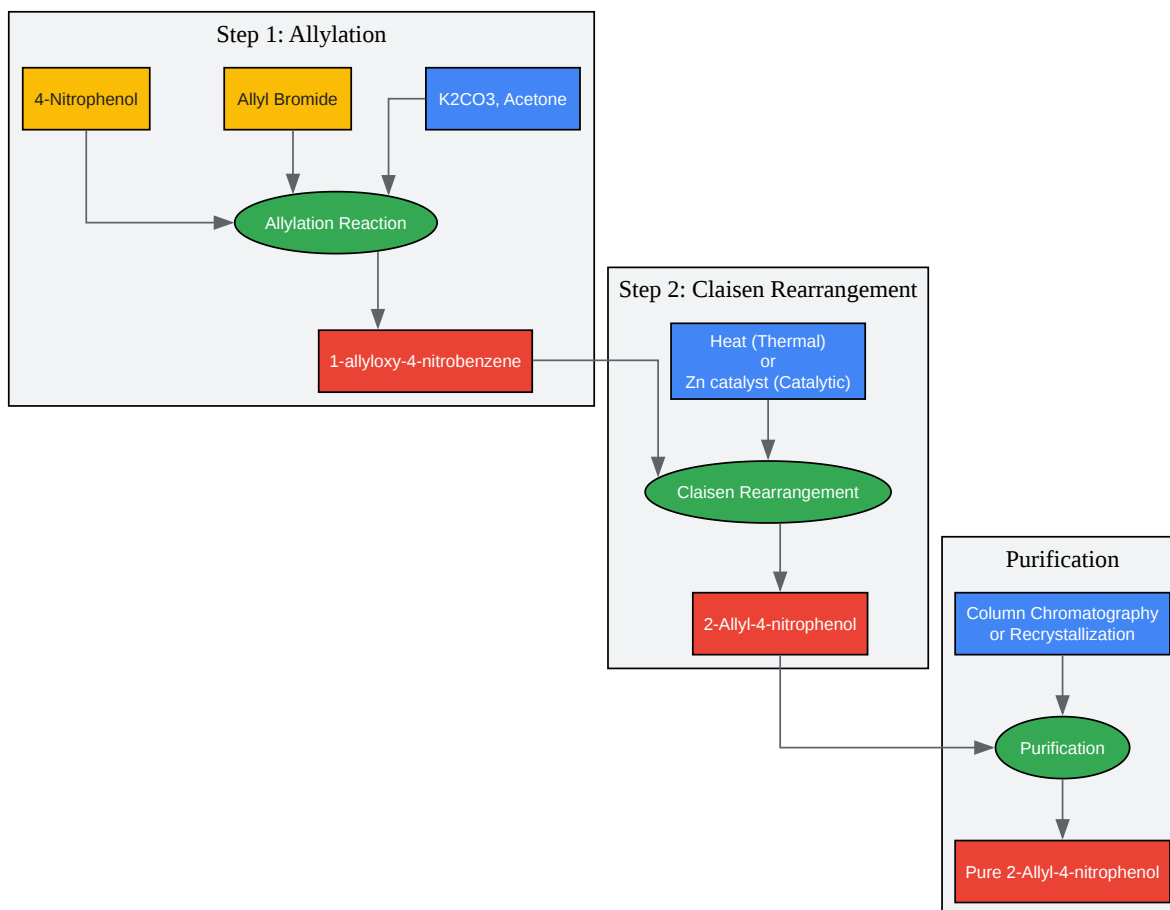 Step 1: Allylation
4-Nitrophenol
Allyl Bromide
K2CO3, Acetone
Allylation Reaction
1-allyloxy-4-nitrobenzene
Step 2: Claisen Rearrangement
Heat (Thermal)
or
Zn catalyst (Catalytic)
Claisen Rearrangement
2-Allyl-4-nitrophenol
Purification
Column Chromatography
or Recrystallization
Purification
Pure 2-Allyl-4-nitrophenol